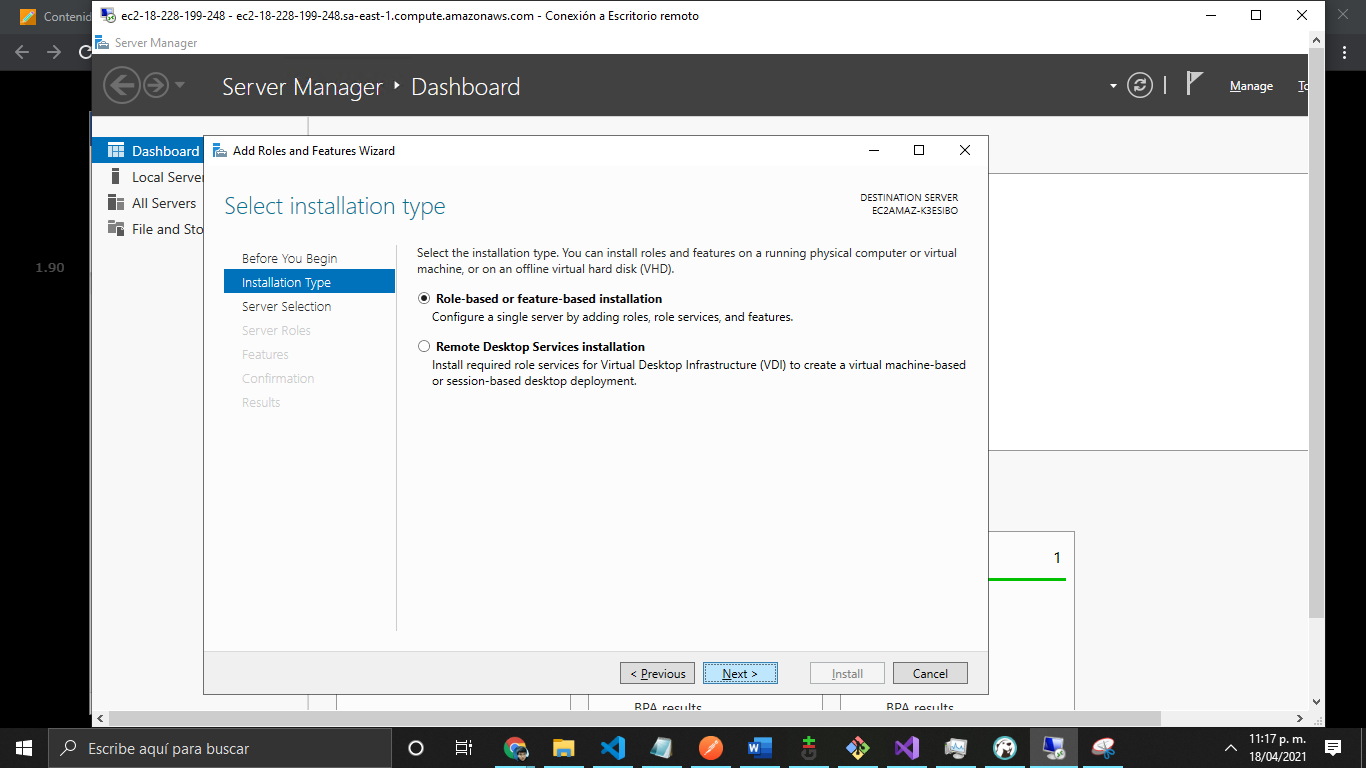 Contenid
ec2-18-228-199-248 - ec2-18-228-199-248.sa-east-1.compute.amazonaws.com - Conexión a Escritorio remoto
Server Manager
Server Manager Dashboard
Manage
To
Dashboard
Local Server
All Servers
File and Sto
1.90
Add Roles and Features Wizard
Select installation type
DESTINATION SERVER
EC2AMAZ-K3ESIBO
Before You Begin
Installation Type
Server Selection
Server Roles
Features
Confirmation
Results
Select the installation type. You can install roles and features on a running physical computer or virtual
machine, or on an offline virtual hard disk (VHD).
Role-based or feature-based installation
Configure a single server by adding roles, role services, and features.
Remote Desktop Services installation
Install required role services for Virtual Desktop Infrastructure (VDI) to create a virtual machine-based
or session-based desktop deployment.
1
< Previous
Next >
Install
Cancel
BPA results
BPA results
Escribe aquí para buscar
11:17 p. m.
18/04/2021